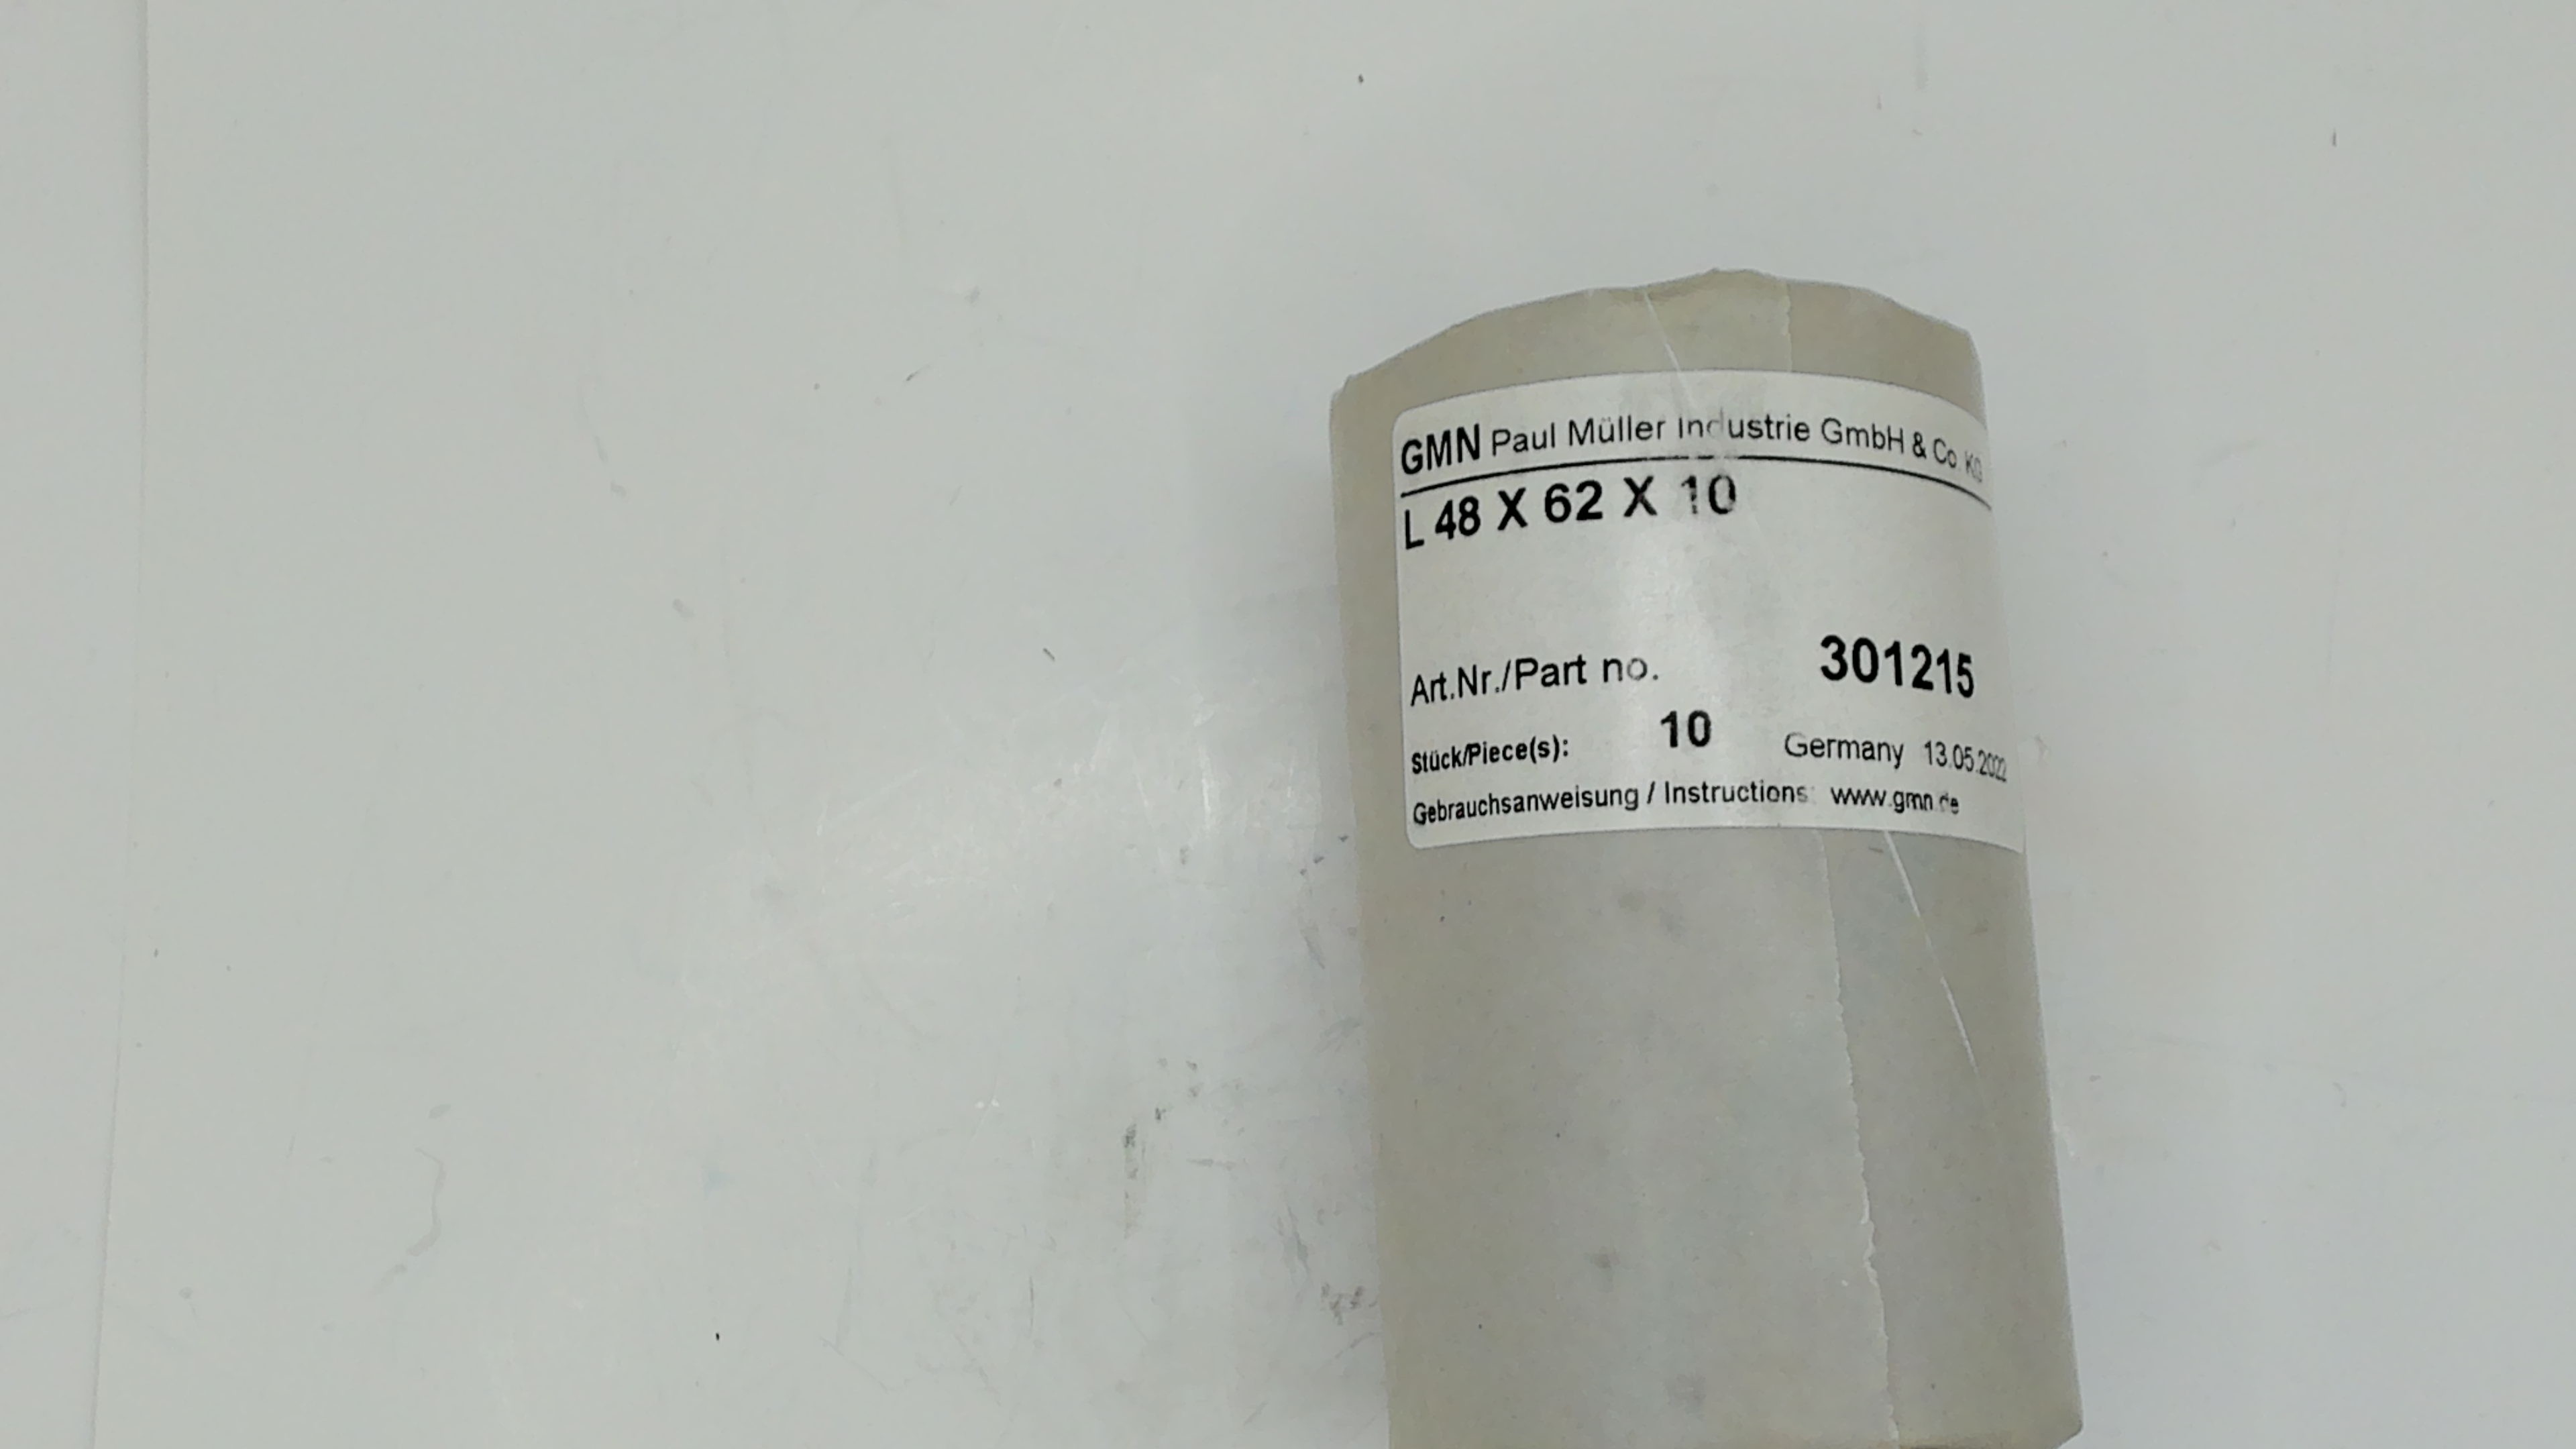 GMN Paul Müller Industrie GmbH & Co. KG
L 48 X 62 X 10
Art.Nr./Part no. 301215
Stück/Piece(s): 10 Germany 13.05.2022
Gebrauchsanweisung / Instructions: www.gmn.de